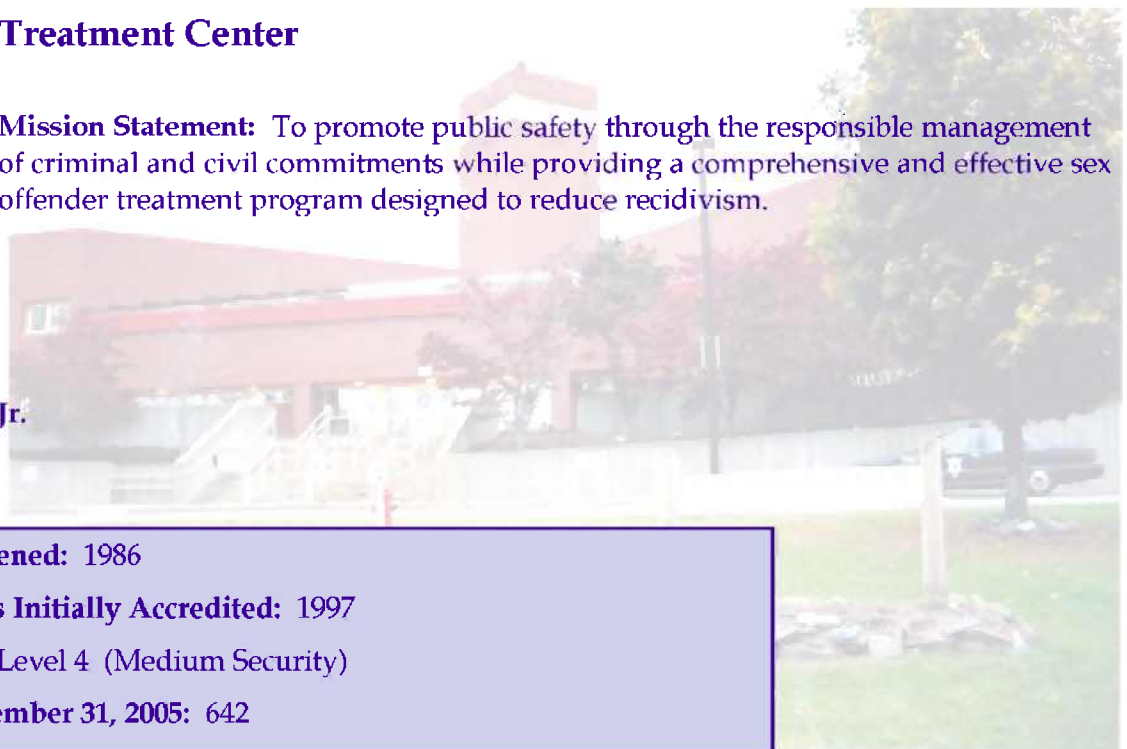 Treatment Center
Mission Statement: To promote public safety through the responsible management
of criminal and civil commitments while providing a comprehensive and effective sex
offender treatment program designed to reduce recidivism.
Jr.
ened: 1986
s Initially Accredited: 1997
Level 4 (Medium Security)
ember 31, 2005: 642